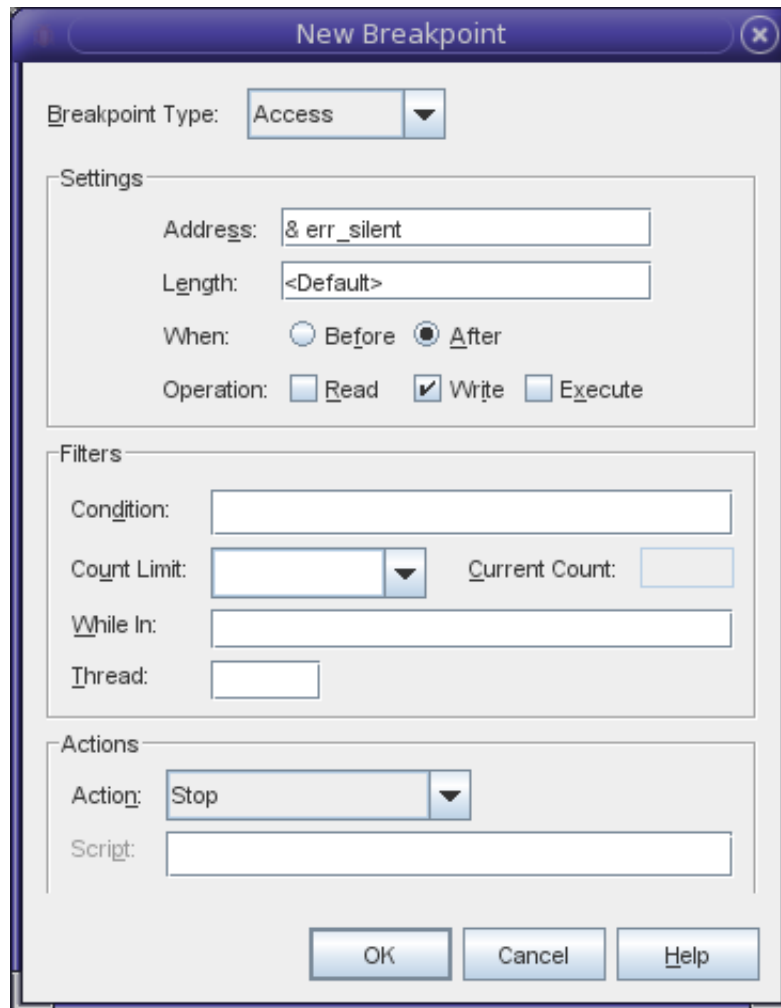 New Breakpoint
Breakpoint Type: Access
Settings
Address: & err_silent
Length: <Default>
When: Before After
Operation: Read Write Execute
Filters
Condition:
Count Limit: Current Count:
While In:
Thread:
Actions
Action: Stop
Script:
OK Cancel Help